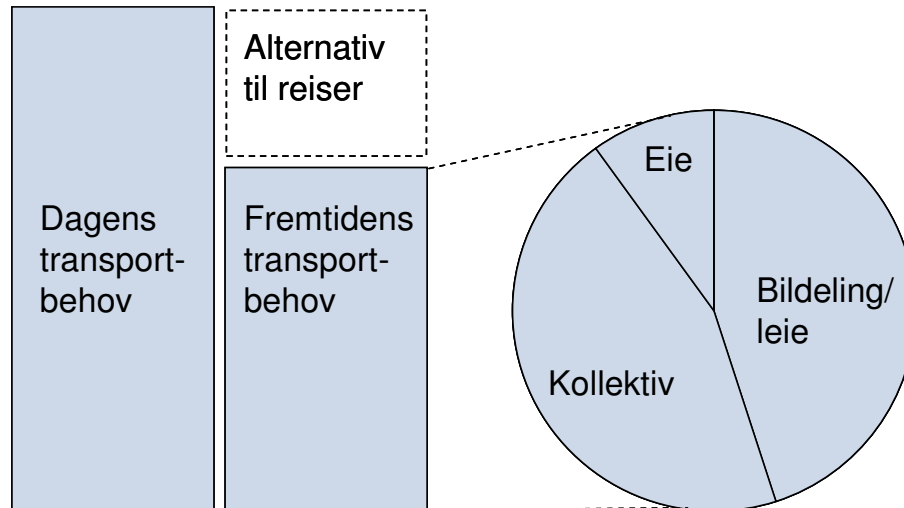 Alternativ
til reiser
Dagens
transport-
behov
Fremtidens
transport-
behov
Eie
Bildeling/
leie
Kollektiv